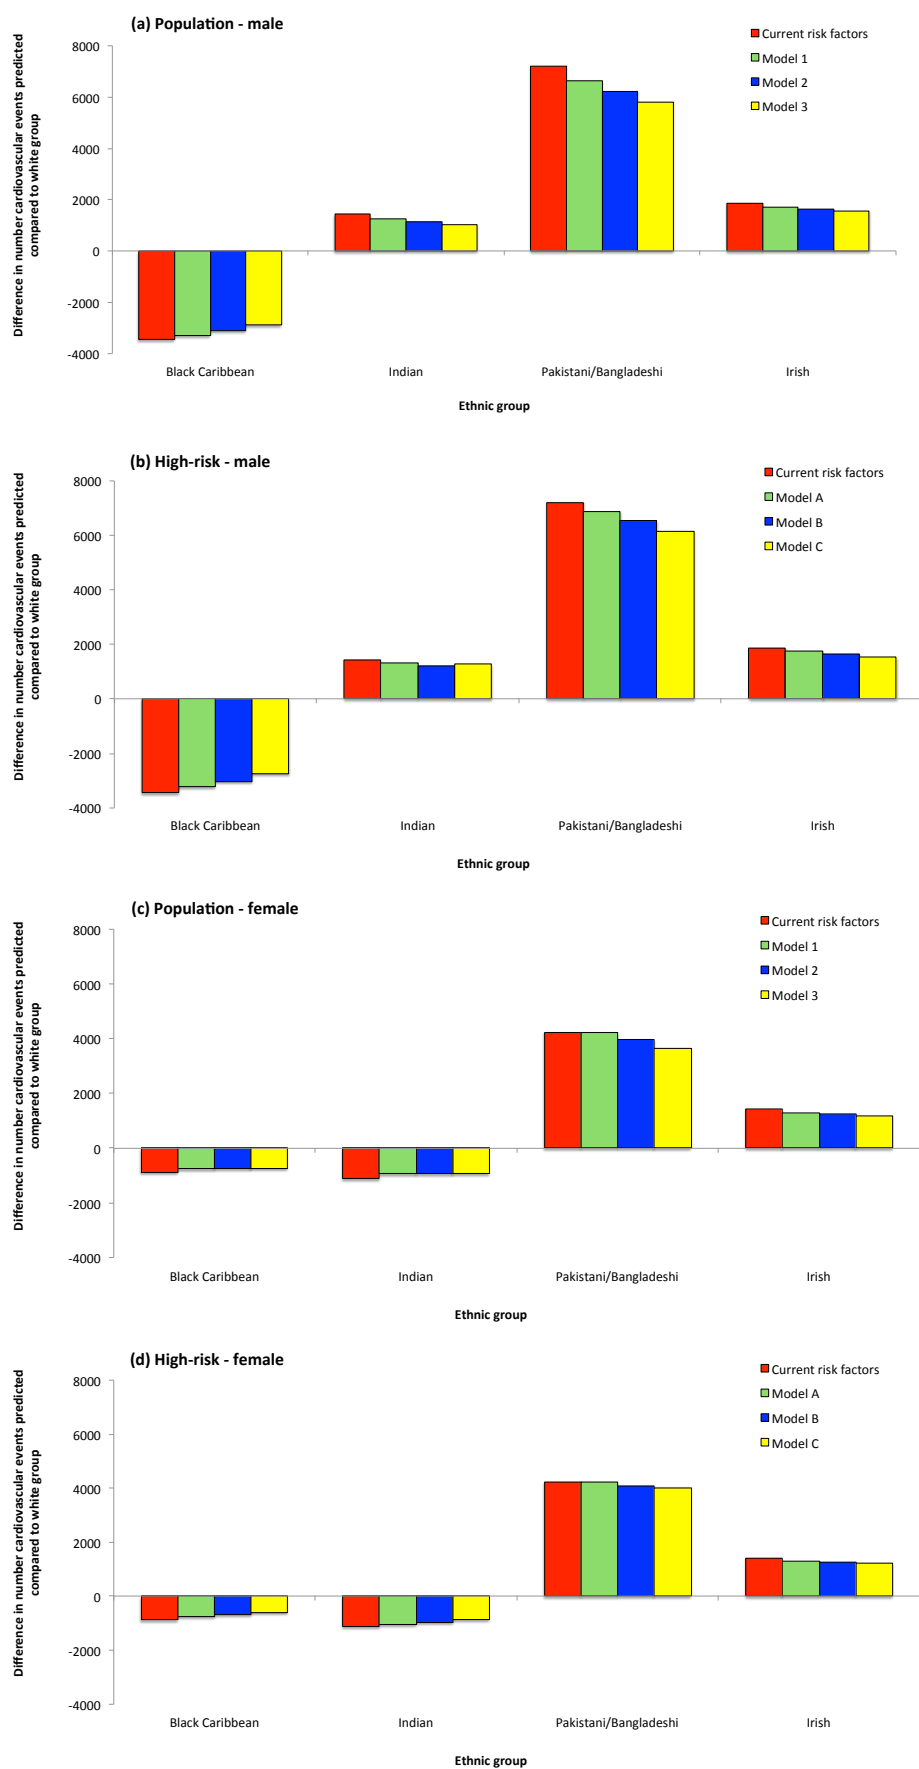 (a) Population - male
Difference in number cardiovascular events predicted
compared to white group
8000
6000
4000
2000
0
-2000
-4000
Current risk factors
Model 1
Model 2
Model 3
Black Caribbean
Indian
Pakistani/Bangladeshi
Irish
Ethnic group
(b) High-risk - male
Difference in number cardiovascular events predicted
compared to white group
8000
6000
4000
2000
0
-2000
-4000
Current risk factors
Model A
Model B
Model C
Black Caribbean
Indian
Pakistani/Bangladeshi
Irish
Ethnic group
(c) Population - female
Difference in number cardiovascular events predicted
compared to white group
8000
6000
4000
2000
0
-2000
-4000
Current risk factors
Model 1
Model 2
Model 3
Black Caribbean
Indian
Pakistani/Bangladeshi
Irish
Ethnic group
(d) High-risk - female
Difference in number cardiovascular events predicted
compared to white group
8000
6000
4000
2000
0
-2000
-4000
Current risk factors
Model A
Model B
Model C
Black Caribbean
Indian
Pakistani/Bangladeshi
Irish
Ethnic group